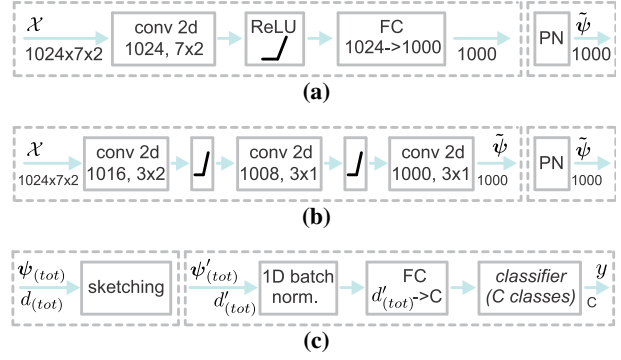 𝒳 conv 2d ReLU FC ψ̃
1024x7x2 1024, 7x2 1024->1000 1000 PN 1000
(a)
𝒳 conv 2d conv 2d conv 2d ψ̃ ψ̃
1024x7x2 1016, 3x2 1008, 3x1 1000, 3x1 1000 PN 1000
(b)
ψ(tot) sketching ψ′(tot) 1D batch FC classifier y
d(tot) d′(tot) norm. d′(tot)->C (C classes) C
(c)